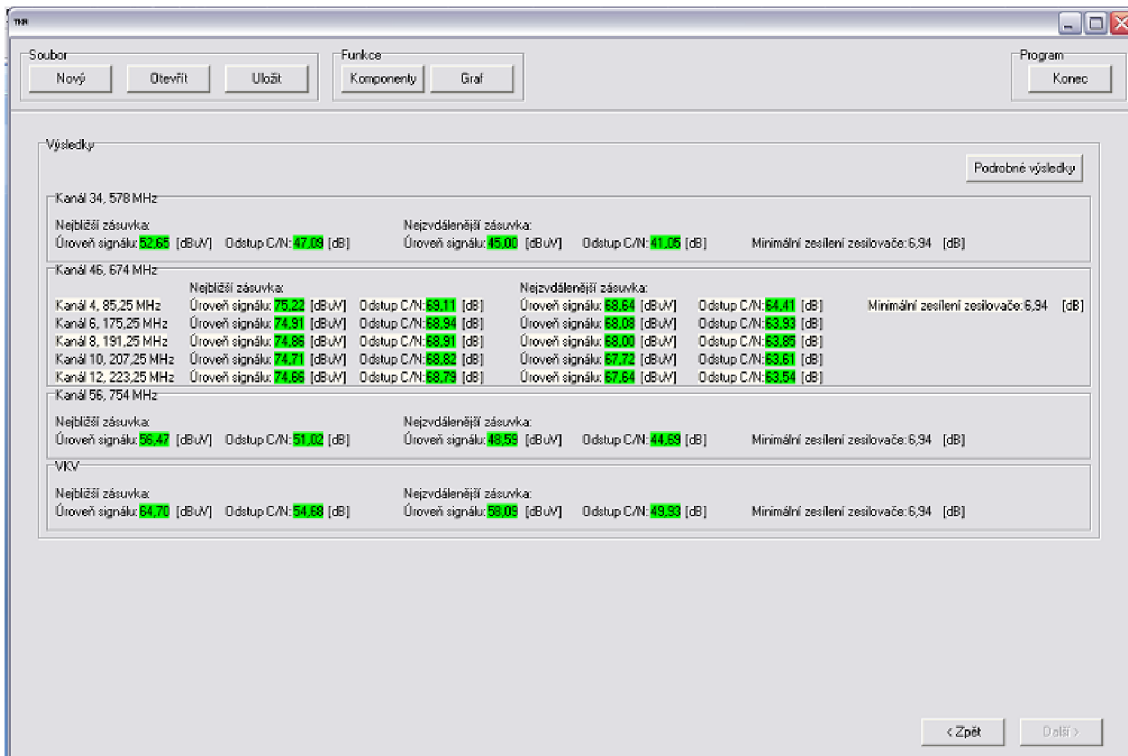 Soubor
Funkce
Program
Nový Otevřít Uložit Komponenty Graf Konec
Výsledky
Podrobné výsledky
Kanál 34, 578 MHz
Nejbližší zásuvka: Nejzvdálenější zásuvka:
Úroveň signálu: 52,65 [dBuV] Odstup C/N: 47,09 [dB] Úroveň signálu: 45,00 [dBuV] Odstup C/N: 41,05 [dB] Minimální zesílení zesilovače: 6,94 [dB]
Kanál 46, 674 MHz
Nejbližší zásuvka: Nejzvdálenější zásuvka:
Kanál 4, 85,25 MHz Úroveň signálu: 75,22 [dBuV] Odstup C/N: 69,11 [dB] Úroveň signálu: 68,64 [dBuV] Odstup C/N: 64,41 [dB] Minimální zesílení zesilovače: 6,94 [dB]
Kanál 6, 175,25 MHz Úroveň signálu: 74,91 [dBuV] Odstup C/N: 68,94 [dB] Úroveň signálu: 68,08 [dBuV] Odstup C/N: 63,93 [dB]
Kanál 8, 191,25 MHz Úroveň signálu: 74,86 [dBuV] Odstup C/N: 68,91 [dB] Úroveň signálu: 68,00 [dBuV] Odstup C/N: 63,85 [dB]
Kanál 10, 207,25 MHz Úroveň signálu: 74,71 [dBuV] Odstup C/N: 68,82 [dB] Úroveň signálu: 67,72 [dBuV] Odstup C/N: 63,61 [dB]
Kanál 12, 223,25 MHz Úroveň signálu: 74,66 [dBuV] Odstup C/N: 68,79 [dB] Úroveň signálu: 67,64 [dBuV] Odstup C/N: 63,54 [dB]
Kanál 56, 754 MHz
Nejbližší zásuvka: Nejzvdálenější zásuvka:
Úroveň signálu: 56,47 [dBuV] Odstup C/N: 51,02 [dB] Úroveň signálu: 48,59 [dBuV] Odstup C/N: 44,69 [dB] Minimální zesílení zesilovače: 6,94 [dB]
VKV
Nejbližší zásuvka: Nejzvdálenější zásuvka:
Úroveň signálu: 64,70 [dBuV] Odstup C/N: 54,68 [dB] Úroveň signálu: 58,09 [dBuV] Odstup C/N: 49,93 [dB] Minimální zesílení zesilovače: 6,94 [dB]
< Zpět Další >